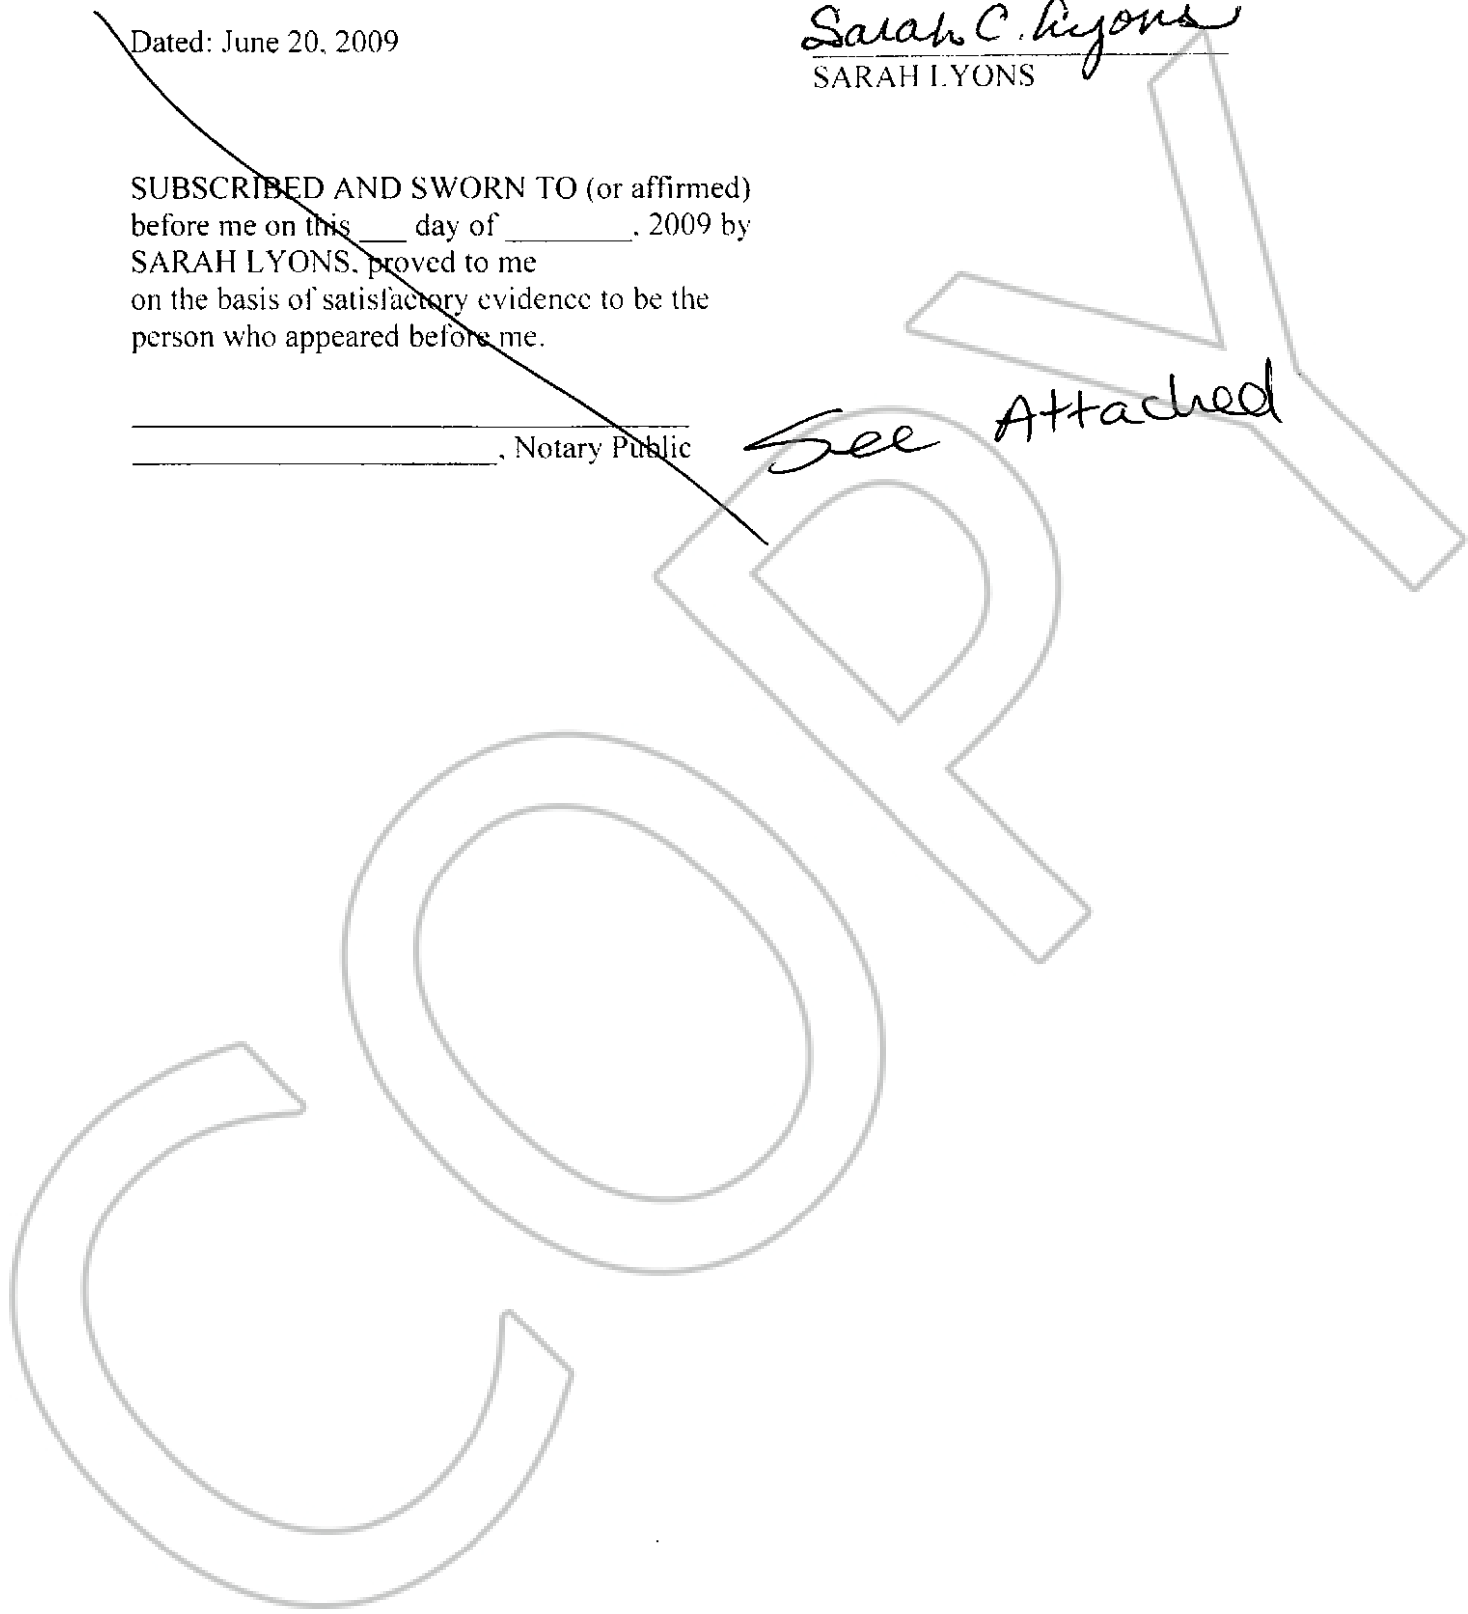 Dated: June 20, 2009
Sarah C. Lyons
SARAH LYONS
SUBSCRIBED AND SWORN TO (or affirmed)
before me on this ___ day of _________, 2009 by
SARAH LYONS, proved to me
on the basis of satisfactory evidence to be the
person who appeared before me.
, Notary Public
See Attached
COPY